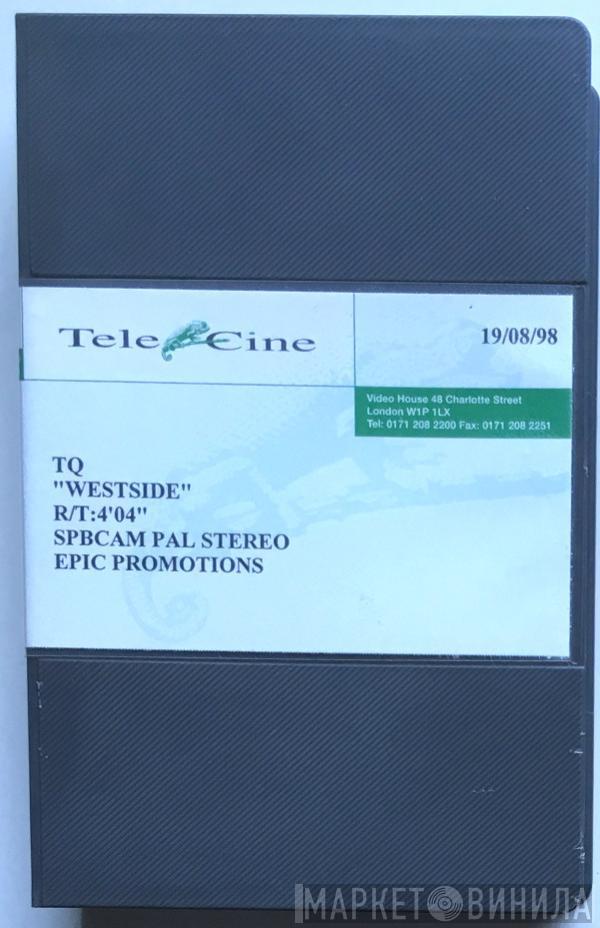 Tele Cine
19/08/98
Video House 48 Charlotte Street
London W1P 1LX
Tel: 0171 208 2200 Fax: 0171 208 2251
TQ
"WESTSIDE"
R/T:4'04"
SPBCAM PAL STEREO
EPIC PROMOTIONS
МАРКЕТ ВИНИЛА